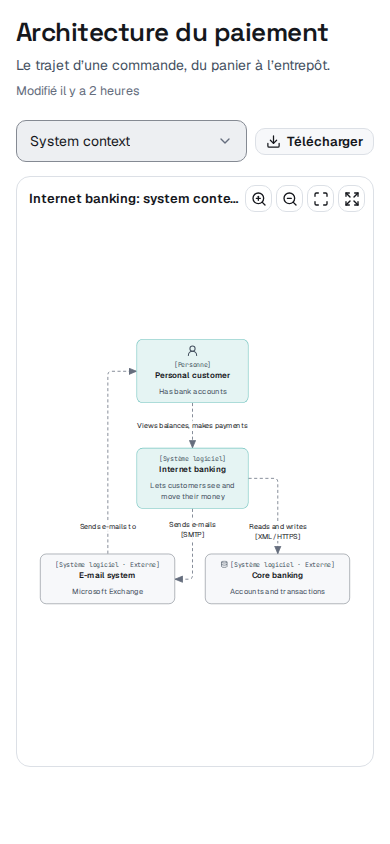 Architecture du paiement
Le trajet d’une commande, du panier à l’entrepôt.
Modifié il y a 2 heures
System context
Télécharger
Internet banking: system conte…
[Personne]
Personal customer
Has bank accounts
Views balances, makes payments
[Système logiciel]
Internet banking
Lets customers see and
move their money
Sends e-mails to
Sends e-mails
[SMTP]
Reads and writes
[XML/HTTPS]
[Système logiciel · Externe]
E-mail system
Microsoft Exchange
[Système logiciel · Externe]
Core banking
Accounts and transactions